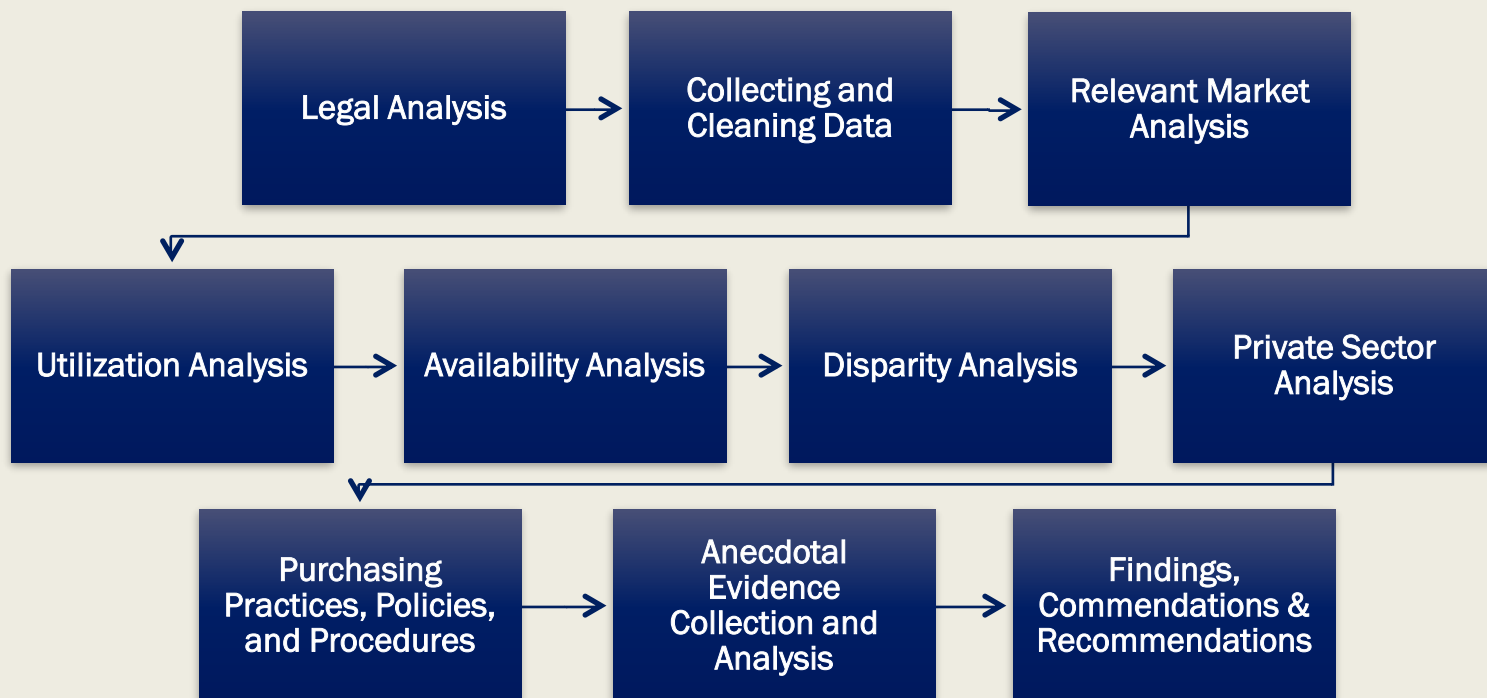 Legal Analysis
Collecting and
Cleaning Data
Relevant Market
Analysis
Utilization Analysis
Availability Analysis
Disparity Analysis
Private Sector
Analysis
Purchasing
Practices, Policies,
and Procedures
Anecdotal
Evidence
Collection and
Analysis
Findings,
Commendations &
Recommendations